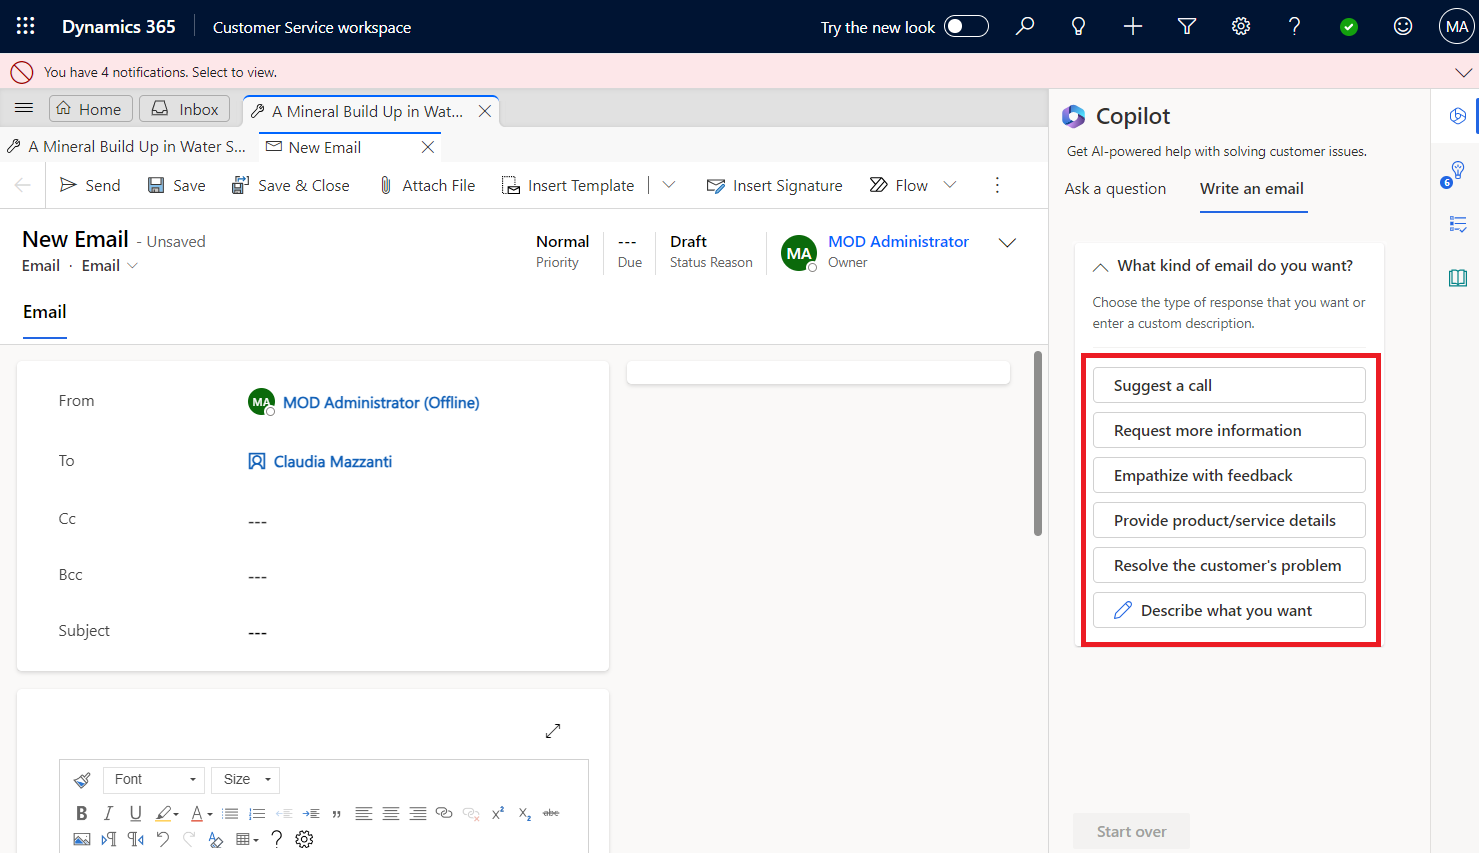 Dynamics 365
Customer Service workspace
Try the new look
MA
You have 4 notifications. Select to view.
Home
Inbox
A Mineral Build Up in Wat...
A Mineral Build Up in Water S...
New Email
Send
Save
Save & Close
Attach File
Insert Template
Insert Signature
Flow
New Email - Unsaved
Email · Email
Normal
Priority
---
Due
Draft
Status Reason
MA
MOD Administrator
Owner
Email
From
MA
MOD Administrator (Offline)
To
Claudia Mazzanti
Cc
---
Bcc
---
Subject
---
Font
Size
B I U A
abc
Copilot
Get AI-powered help with solving customer issues.
Ask a question
Write an email
What kind of email do you want?
Choose the type of response that you want or
enter a custom description.
Suggest a call
Request more information
Empathize with feedback
Provide product/service details
Resolve the customer's problem
Describe what you want
Start over
6